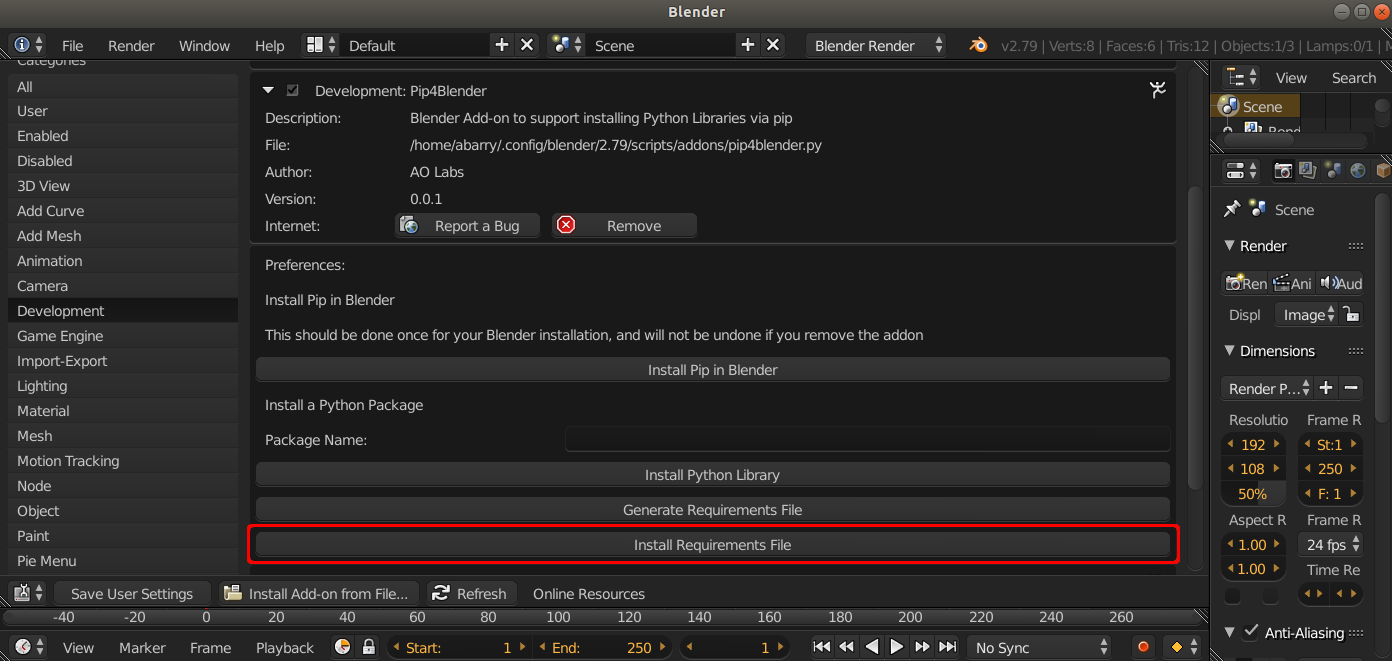 Blender
File Render Window Help Default Scene Blender Render v2.79 | Verts:8 | Faces:6 | Tris:12 | Objects:1/3 | Lamps:0/1 | M
Categories
All
User
Enabled
Disabled
3D View
Add Curve
Add Mesh
Animation
Camera
Development
Game Engine
Import-Export
Lighting
Material
Mesh
Motion Tracking
Node
Object
Paint
Pie Menu
Development: Pip4Blender
Description: Blender Add-on to support installing Python Libraries via pip
File: /home/abarry/.config/blender/2.79/scripts/addons/pip4blender.py
Author: AO Labs
Version: 0.0.1
Internet: Report a Bug Remove
Preferences:
Install Pip in Blender
This should be done once for your Blender installation, and will not be undone if you remove the addon
Install Pip in Blender
Install a Python Package
Package Name:
Install Python Library
Generate Requirements File
Install Requirements File
Save User Settings Install Add-on from File... Refresh Online Resources
View Search
Scene
Scene
Render
Ren Ani Aud
Displ Image
Dimensions
Render P...
Resolutio Frame R
192 St:1
108 250
50% F: 1
Aspect R Frame R
1.00 24 fps
1.00 Time Re
Anti-Aliasing
-40 -20 0 20 40 60 80 100 120 140 160 180 200 220 240 260
View Marker Frame Playback Start: 1 End: 250 1 No Sync